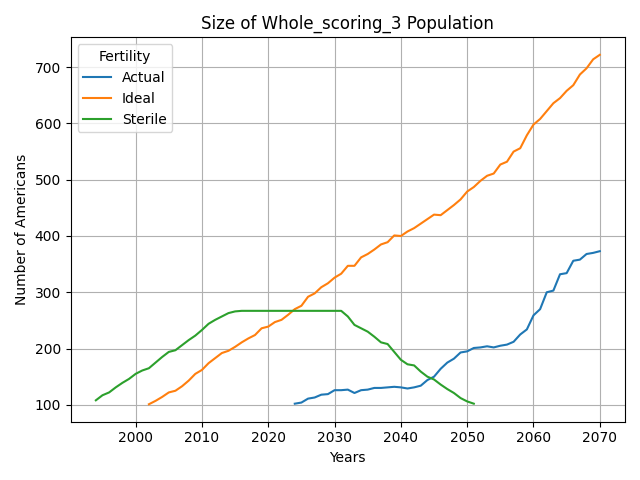 Size of Whole_scoring_3 Population
Fertility
Actual
Ideal
Sterile
Number of Americans
700
600
500
400
300
200
100
2000 2010 2020 2030 2040 2050 2060 2070
Years